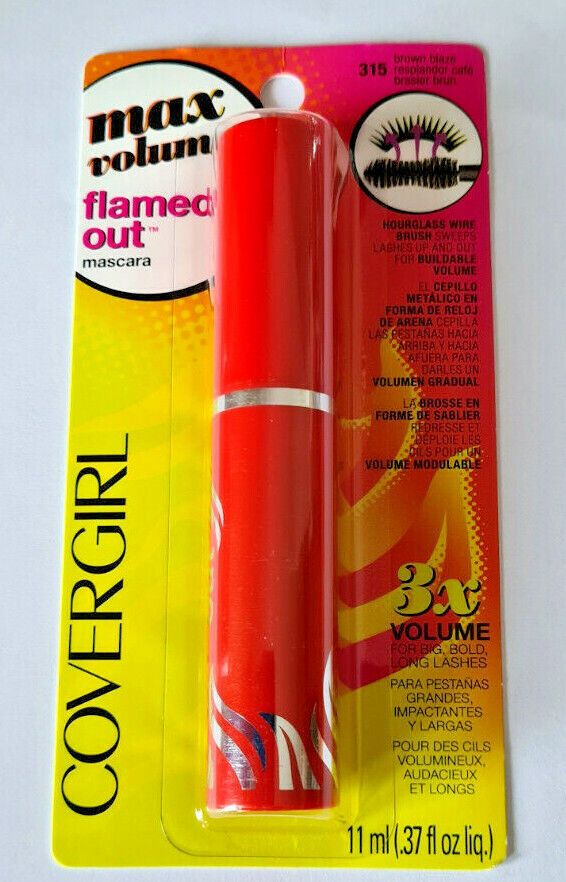 max
volum
flamed
out™
mascara
COVERGIRL
315 brown blaze
resplandor café
brasier brun
HOURGLASS WIRE
BRUSH SWEEPS
LASHES UP AND OUT
FOR BUILDABLE
VOLUME
EL CEPILLO
METÁLICO EN
FORMA DE RELOJ
DE ARENA CEPILLA
LAS PESTAÑAS HACIA
ARRIBA Y HACIA
AFUERA PARA
DARLES UN
VOLUMEN GRADUAL
LA BROSSE EN
FORME DE SABLIER
REDRESSE ET
DÉPLOIE LES
CILS POUR UN
VOLUME MODULABLE
3x
VOLUME
FOR BIG, BOLD,
LONG LASHES
PARA PESTAÑAS
GRANDES,
IMPACTANTES
Y LARGAS
POUR DES CILS
VOLUMINEUX,
AUDACIEUX
ET LONGS
11 ml (.37 fl oz liq.)